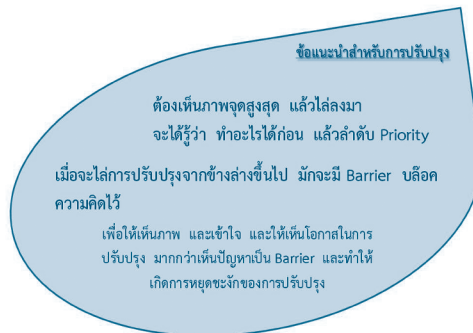 ข้อแนะนำสำหรับการปรับปรุง
ต้องเห็นภาพจุดสูงสุด แล้วไล่ลงมา
จะได้รู้ว่า ทำอะไรได้ก่อน แล้วลำดับ Priority
เมื่อจะไล่การปรับปรุงจากข้างล่างขึ้นไป มักจะมี Barrier บล๊อค
ความคิดไว้
เพื่อให้เห็นภาพ และเข้าใจ และให้เห็นโอกาสในการ
ปรับปรุง มากกว่าเห็นปัญหาเป็น Barrier และทำให้
เกิดการหยุดชะงักของการปรับปรุง